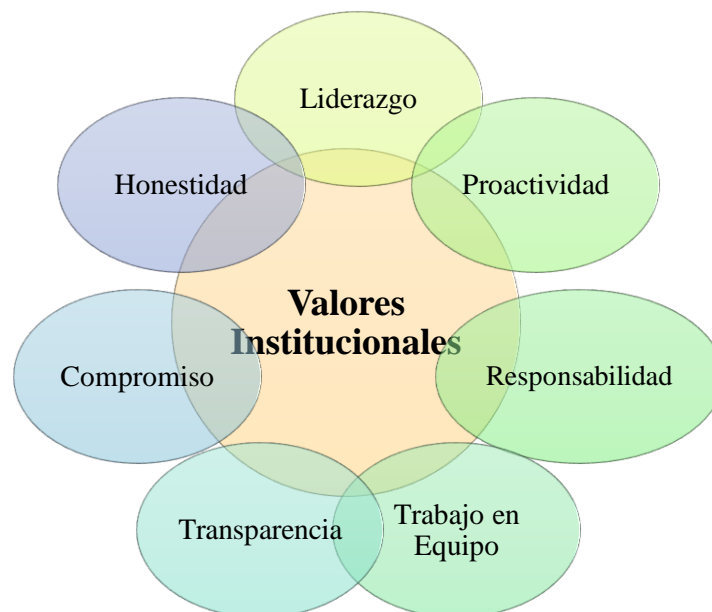 Liderazgo
Honestidad
Proactividad
Valores
Institucionales
Compromiso
Responsabilidad
Transparencia
Trabajo en
Equipo